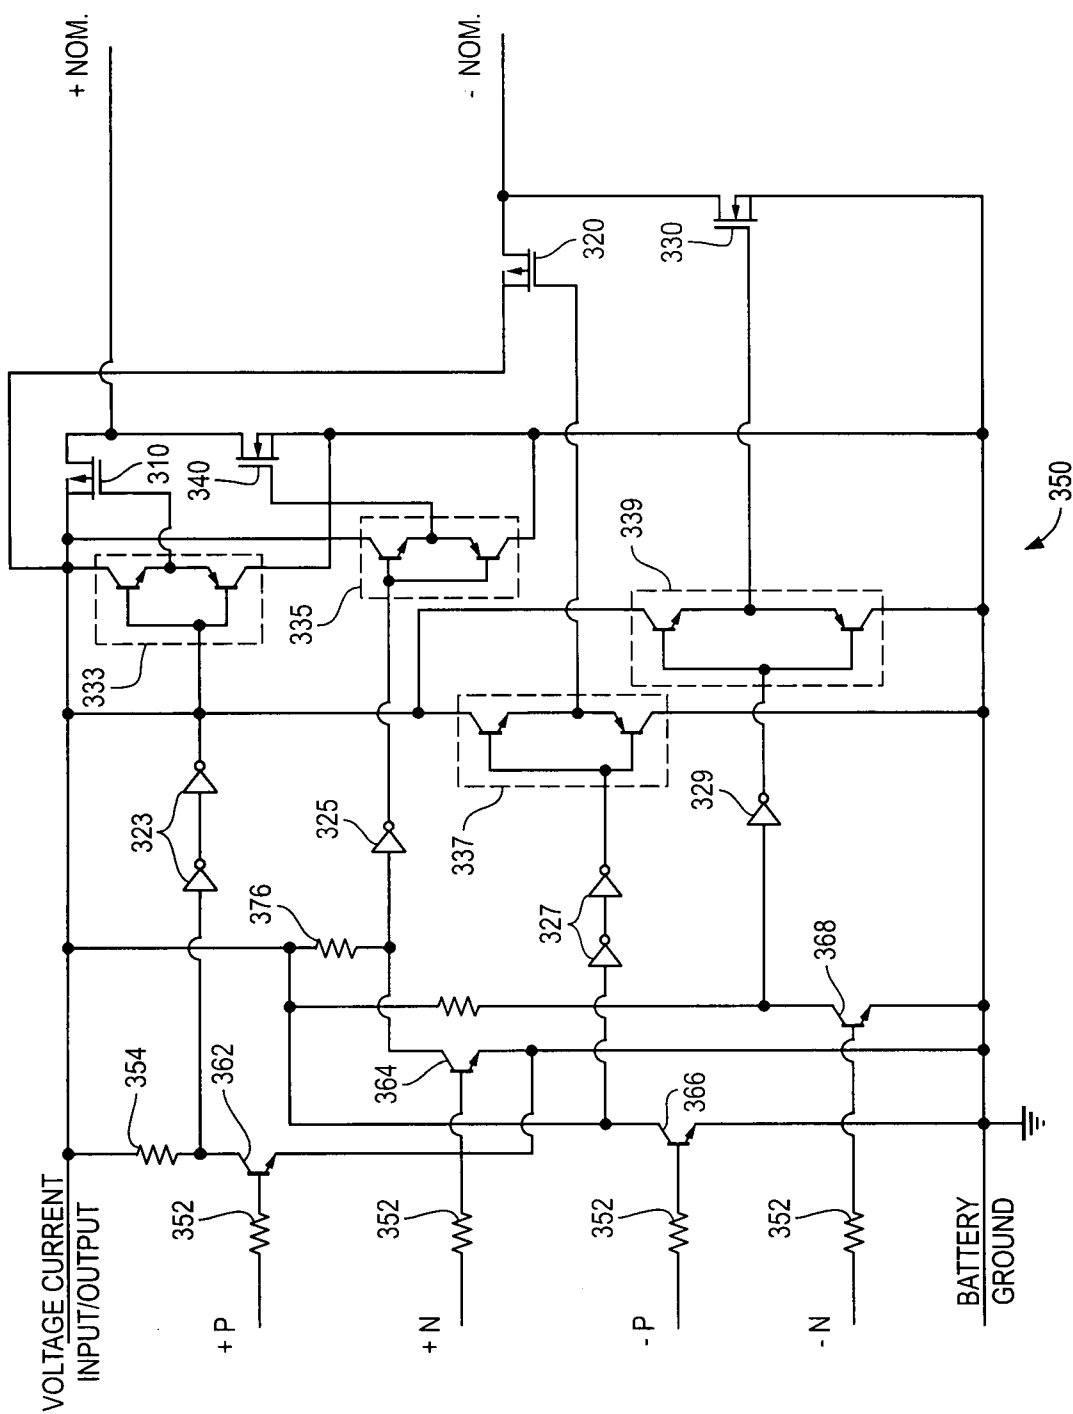 VOLTAGE CURRENT
INPUT/OUTPUT
+ NOM.
- NOM.
354
362
352
+ P
323
333
310
340
376
364
352
+ N
325
335
320
327
337
366
352
- P
329
339
330
368
352
- N
BATTERY
GROUND
350